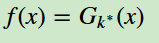 f(x) = G_{k^*}(x)